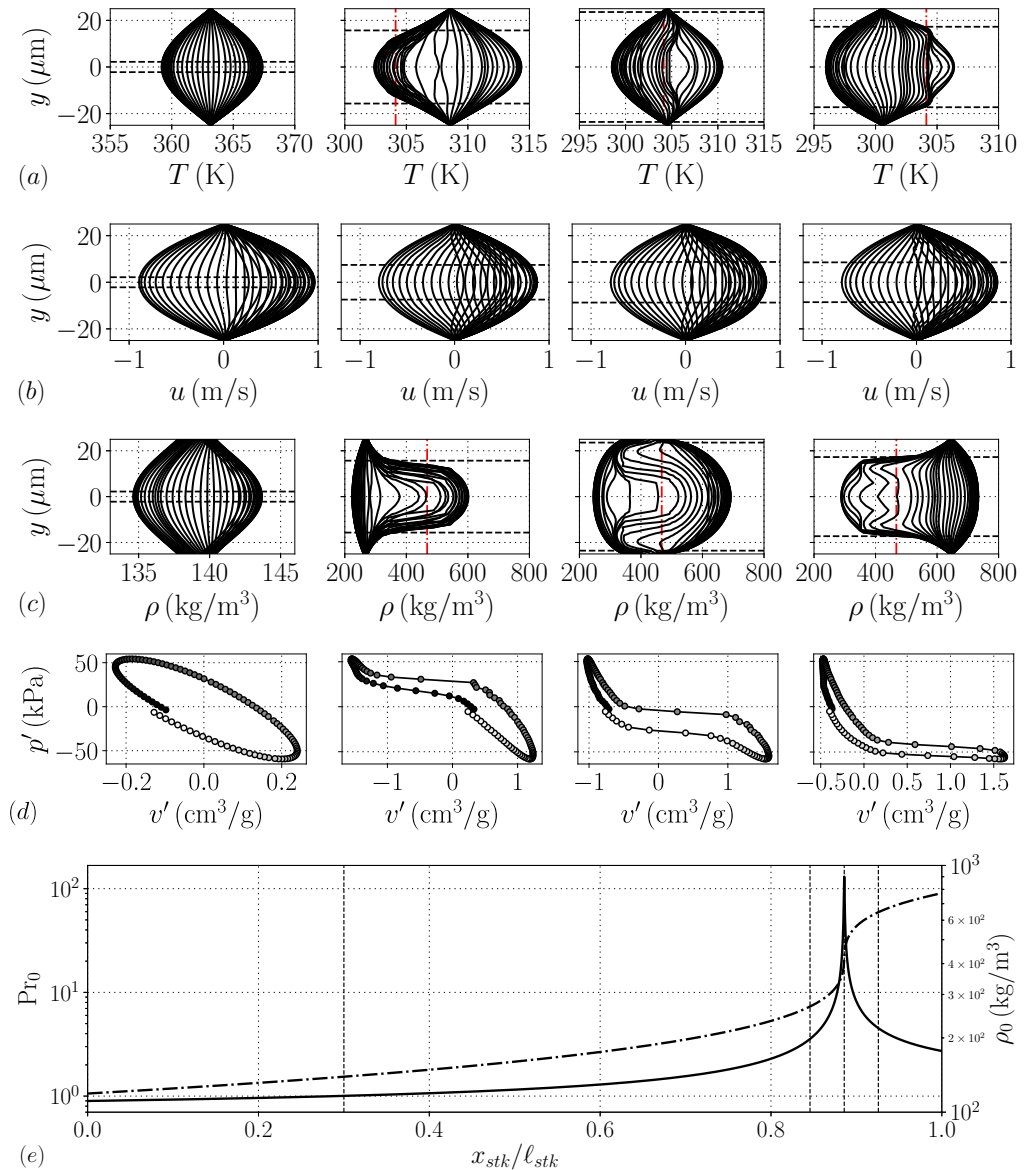 20
0
−20
y (μm)
355 360 365 370
300 305 310 315
295 300 305 310 315
295 300 305 310
(a)
T (K)
T (K)
T (K)
T (K)
20
0
−20
y (μm)
−1 0 1
−1 0 1
−1 0 1
−1 0 1
(b)
u (m/s)
u (m/s)
u (m/s)
u (m/s)
20
0
−20
y (μm)
135 140 145
200 400 600 800
200 400 600 800
200 400 600 800
(c)
ρ (kg/m³)
ρ (kg/m³)
ρ (kg/m³)
ρ (kg/m³)
50
0
−50
p′ (kPa)
−0.2 0.0 0.2
−1 0 1
−1 0 1
−0.5 0.0 0.5 1.0 1.5
(d)
v′ (cm³/g)
v′ (cm³/g)
v′ (cm³/g)
v′ (cm³/g)
10²
10¹
10⁰
Pr₀
10³
6 × 10²
4 × 10²
3 × 10²
2 × 10²
10²
ρ₀ (kg/m³)
0.0 0.2 0.4 0.6 0.8 1.0
(e)
x_stk/ℓ_stk